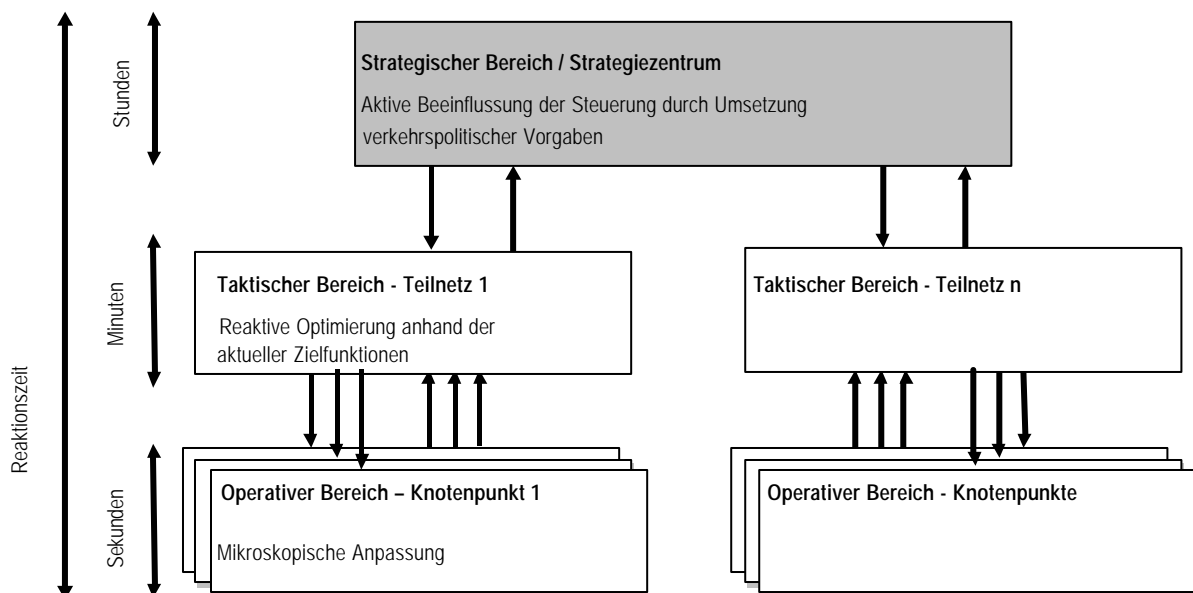 Reaktionszeit
Stunden
Strategischer Bereich / Strategiezentrum
Aktive Beeinflussung der Steuerung durch Umsetzung
verkehrspolitischer Vorgaben
Minuten
Taktischer Bereich - Teilnetz 1
Reaktive Optimierung anhand der
aktueller Zielfunktionen
Taktischer Bereich - Teilnetz n
Sekunden
Operativer Bereich – Knotenpunkt 1
Mikroskopische Anpassung
Operativer Bereich - Knotenpunkte